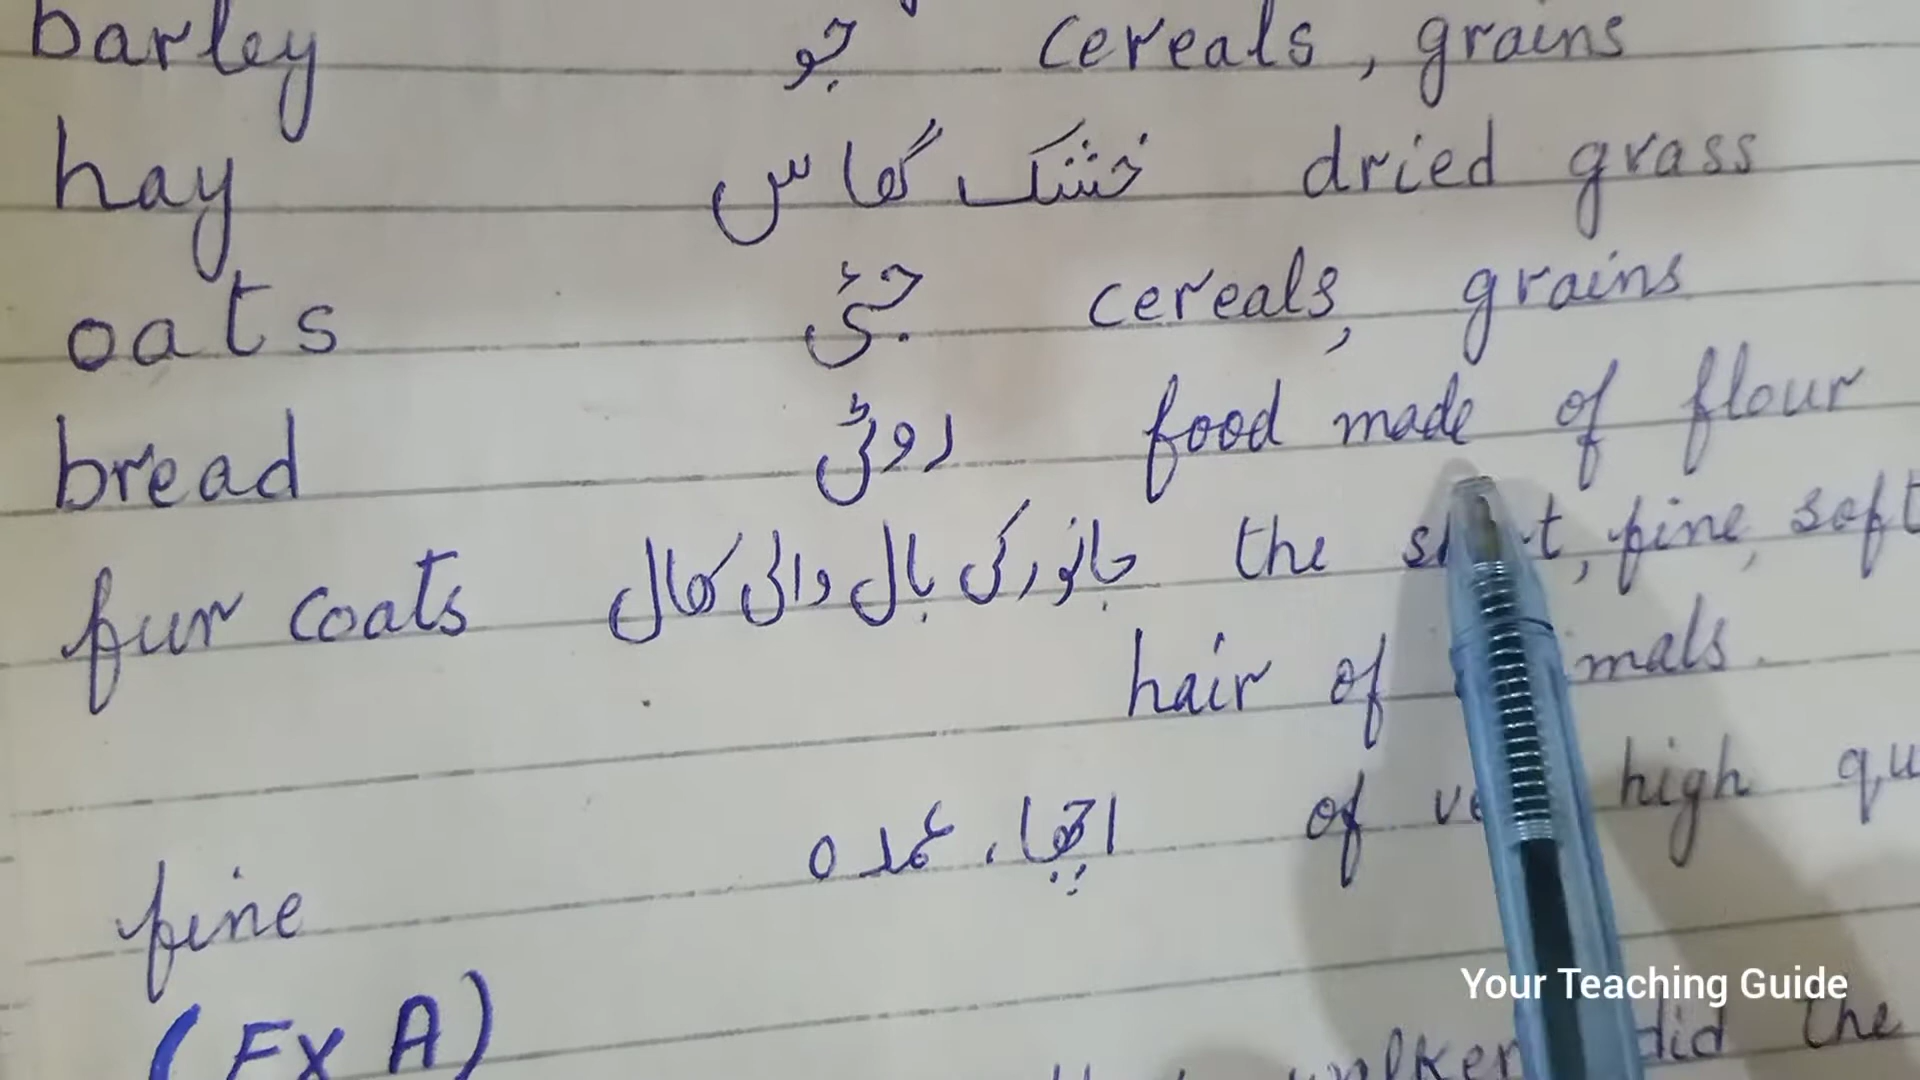 barley جو cereals, grains
hay خشک گھاس dried grass
oats جئی cereals, grains
bread روٹی food made of flour
fur coats جانور کی بال والی کھال the fine, soft
hair of
fine اچھا، عمدہ of high
(Ex A)
Your Teaching Guide
did the